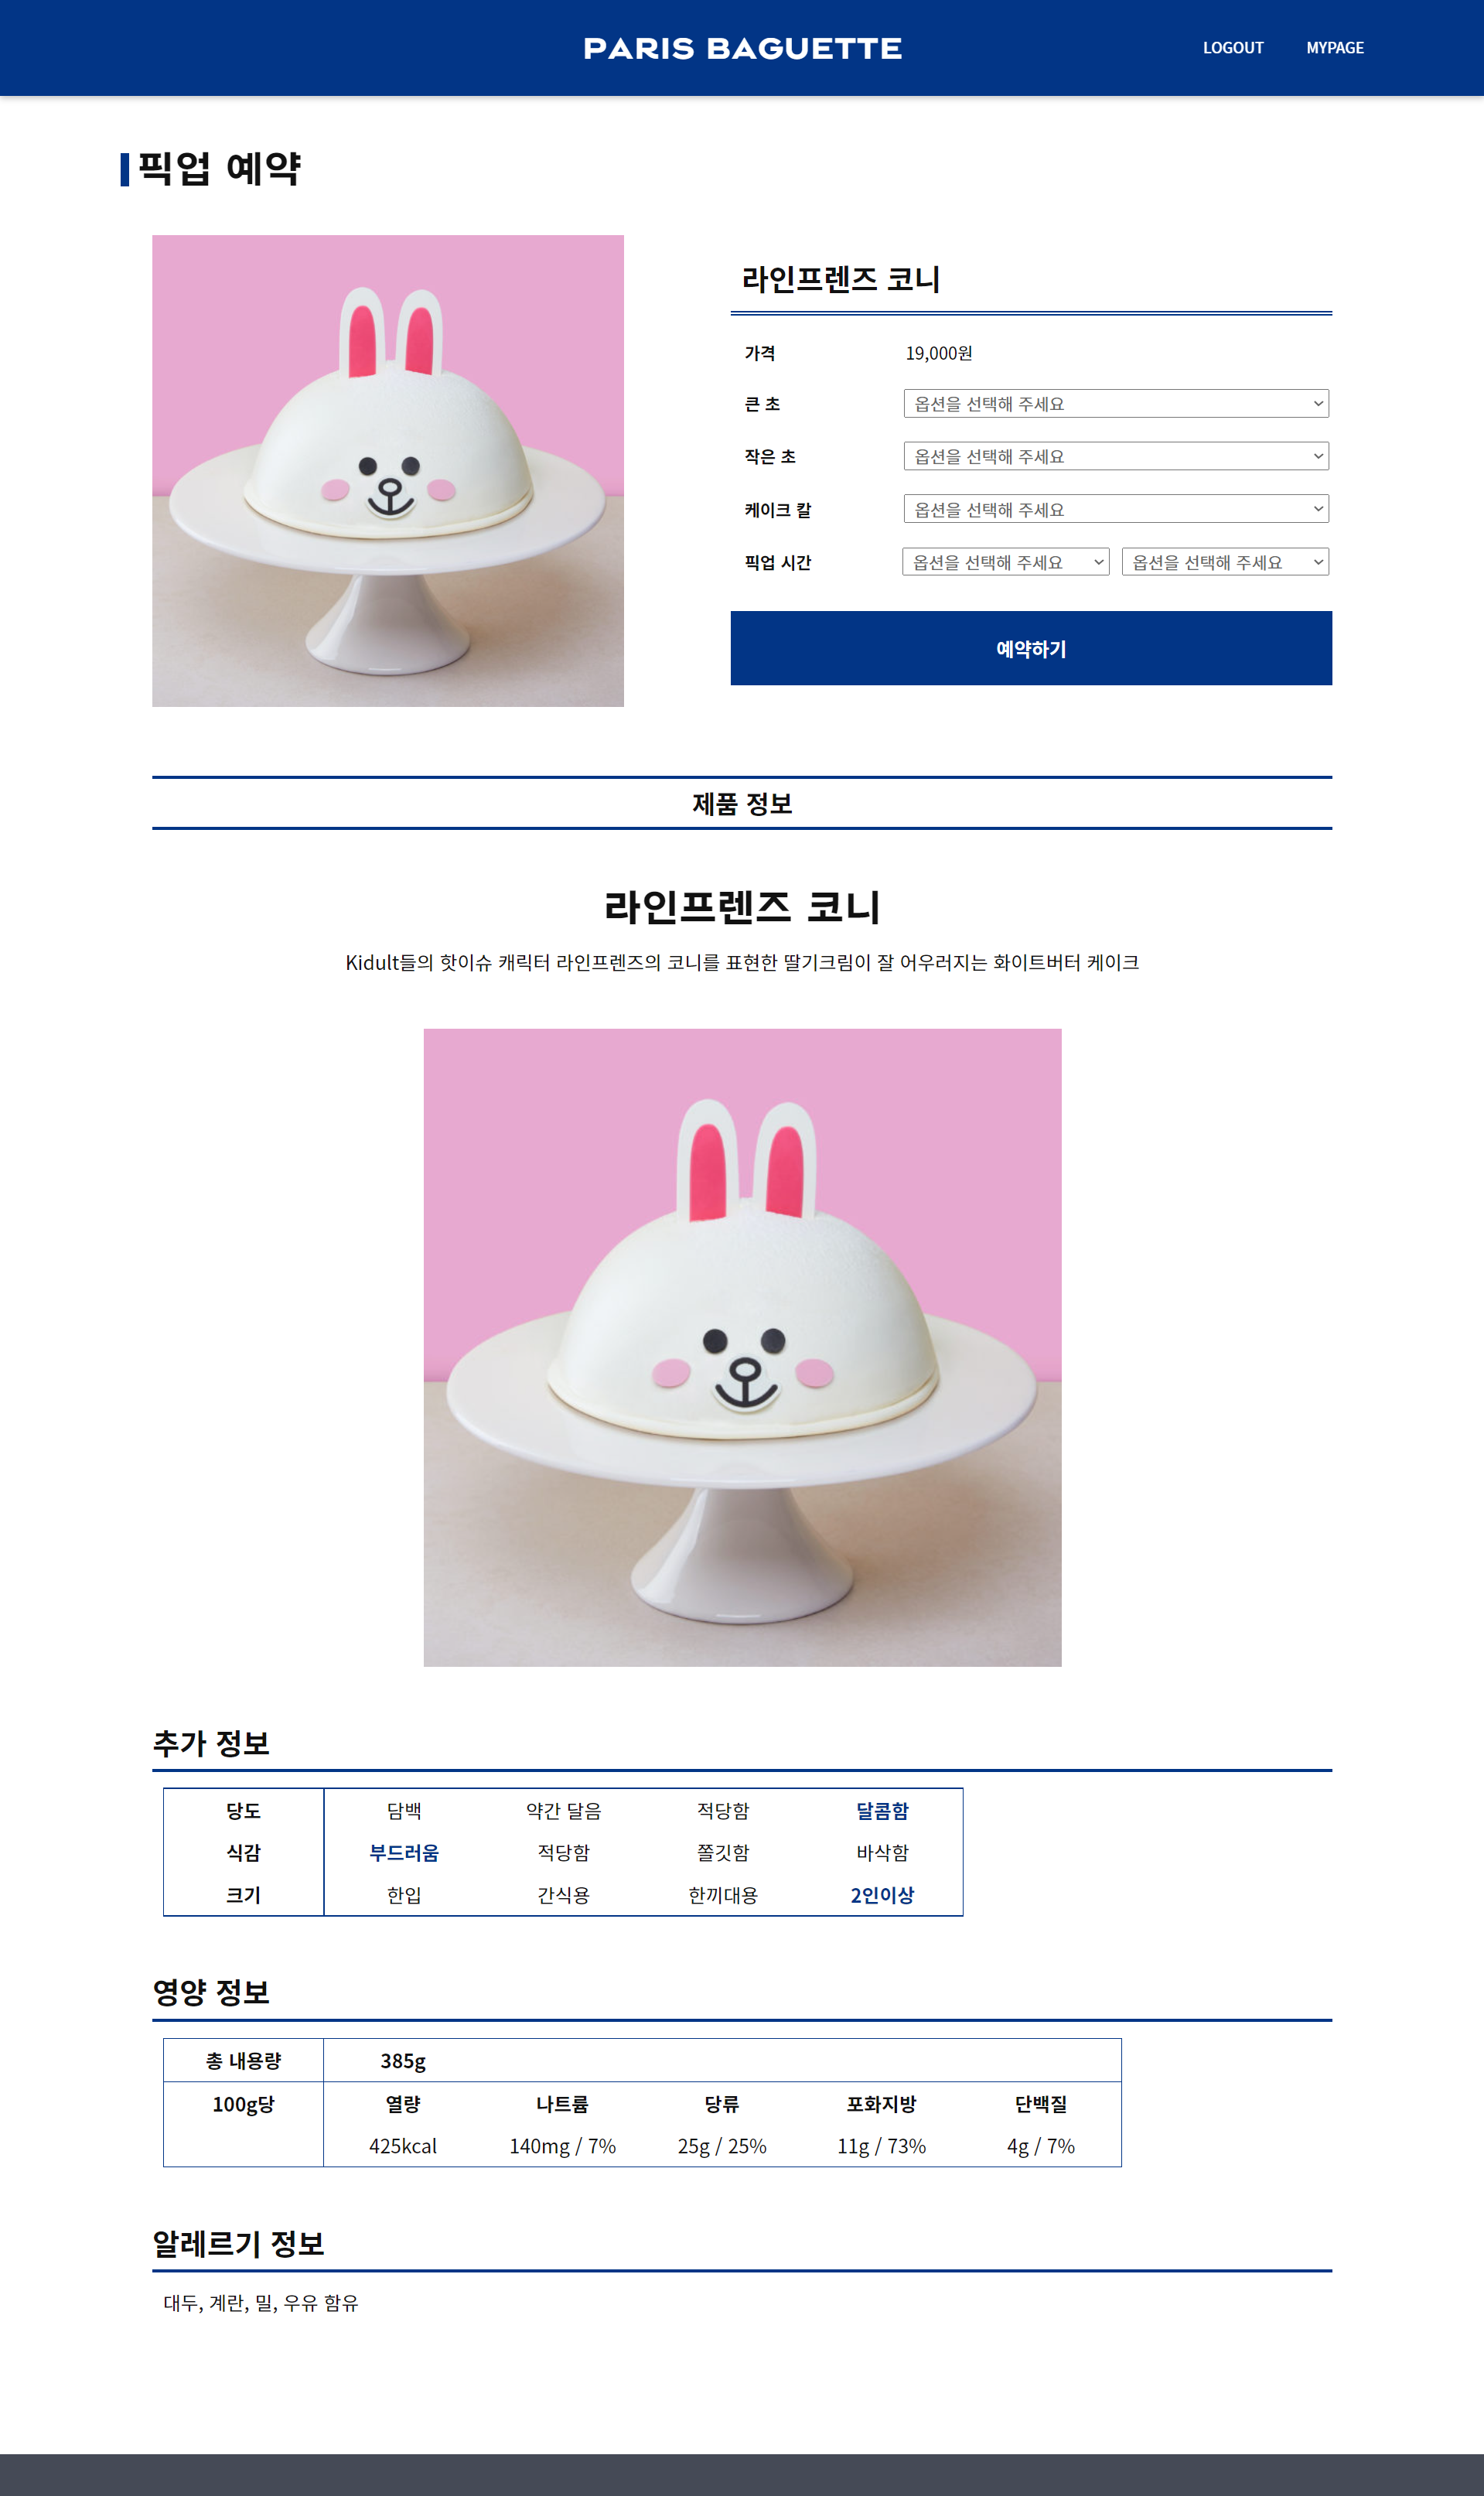 PARIS BAGUETTE
LOGOUT MYPAGE
픽업 예약
라인프렌즈 코니
가격 19,000원
큰 초 옵션을 선택해 주세요
작은 초 옵션을 선택해 주세요
케이크 칼 옵션을 선택해 주세요
픽업 시간 옵션을 선택해 주세요 옵션을 선택해 주세요
예약하기
제품 정보
라인프렌즈 코니
Kidult들의 핫이슈 캐릭터 라인프렌즈의 코니를 표현한 딸기크림이 잘 어우러지는 화이트버터 케이크
추가 정보
당도 담백 약간 달음 적당함 달콤함
식감 부드러움 적당함 쫄깃함 바삭함
크기 한입 간식용 한끼대용 2인이상
영양 정보
총 내용량 385g
100g당 열량 나트륨 당류 포화지방 단백질
425kcal 140mg / 7% 25g / 25% 11g / 73% 4g / 7%
알레르기 정보
대두, 계란, 밀, 우유 함유